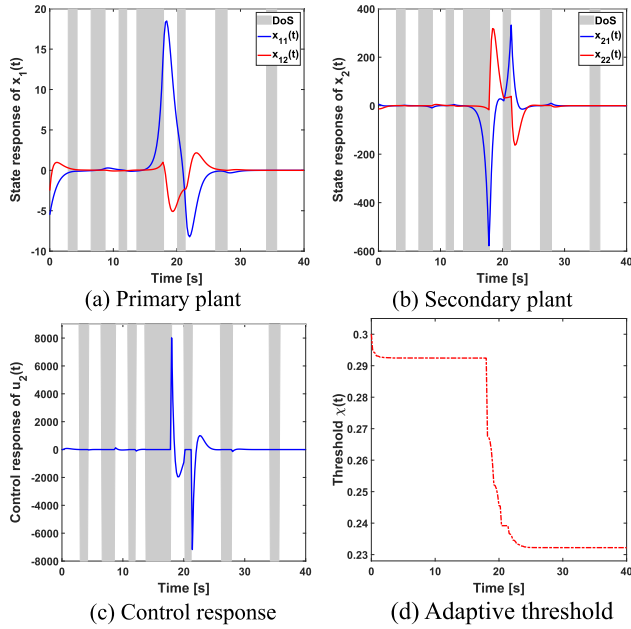 20
15
10
5
0
-5
-10
0 10 20 30 40
State response of x1(t)
Time [s]
DoS
x11(t)
x12(t)
(a) Primary plant
400
200
0
-200
-400
-600
0 10 20 30 40
State response of x2(t)
Time [s]
DoS
x21(t)
x22(t)
(b) Secondary plant
8000
6000
4000
2000
0
-2000
-4000
-6000
-8000
0 10 20 30 40
Control response of u2(t)
Time [s]
(c) Control response
0.3
0.29
0.28
0.27
0.26
0.25
0.24
0.23
0 10 20 30 40
Threshold χ(t)
Time [s]
(d) Adaptive threshold